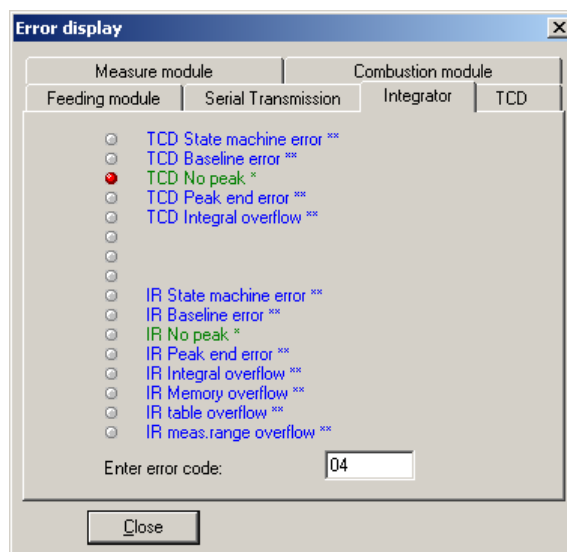 Error display
Measure module
Combustion module
Feeding module
Serial Transmission
Integrator
TCD
TCD State machine error **
TCD Baseline error **
TCD No peak *
TCD Peak end error **
TCD Integral overflow **
IR State machine error **
IR Baseline error **
IR No peak *
IR Peak end error **
IR Integral overflow **
IR Memory overflow **
IR table overflow **
IR meas.range overflow **
Enter error code: 04
Close